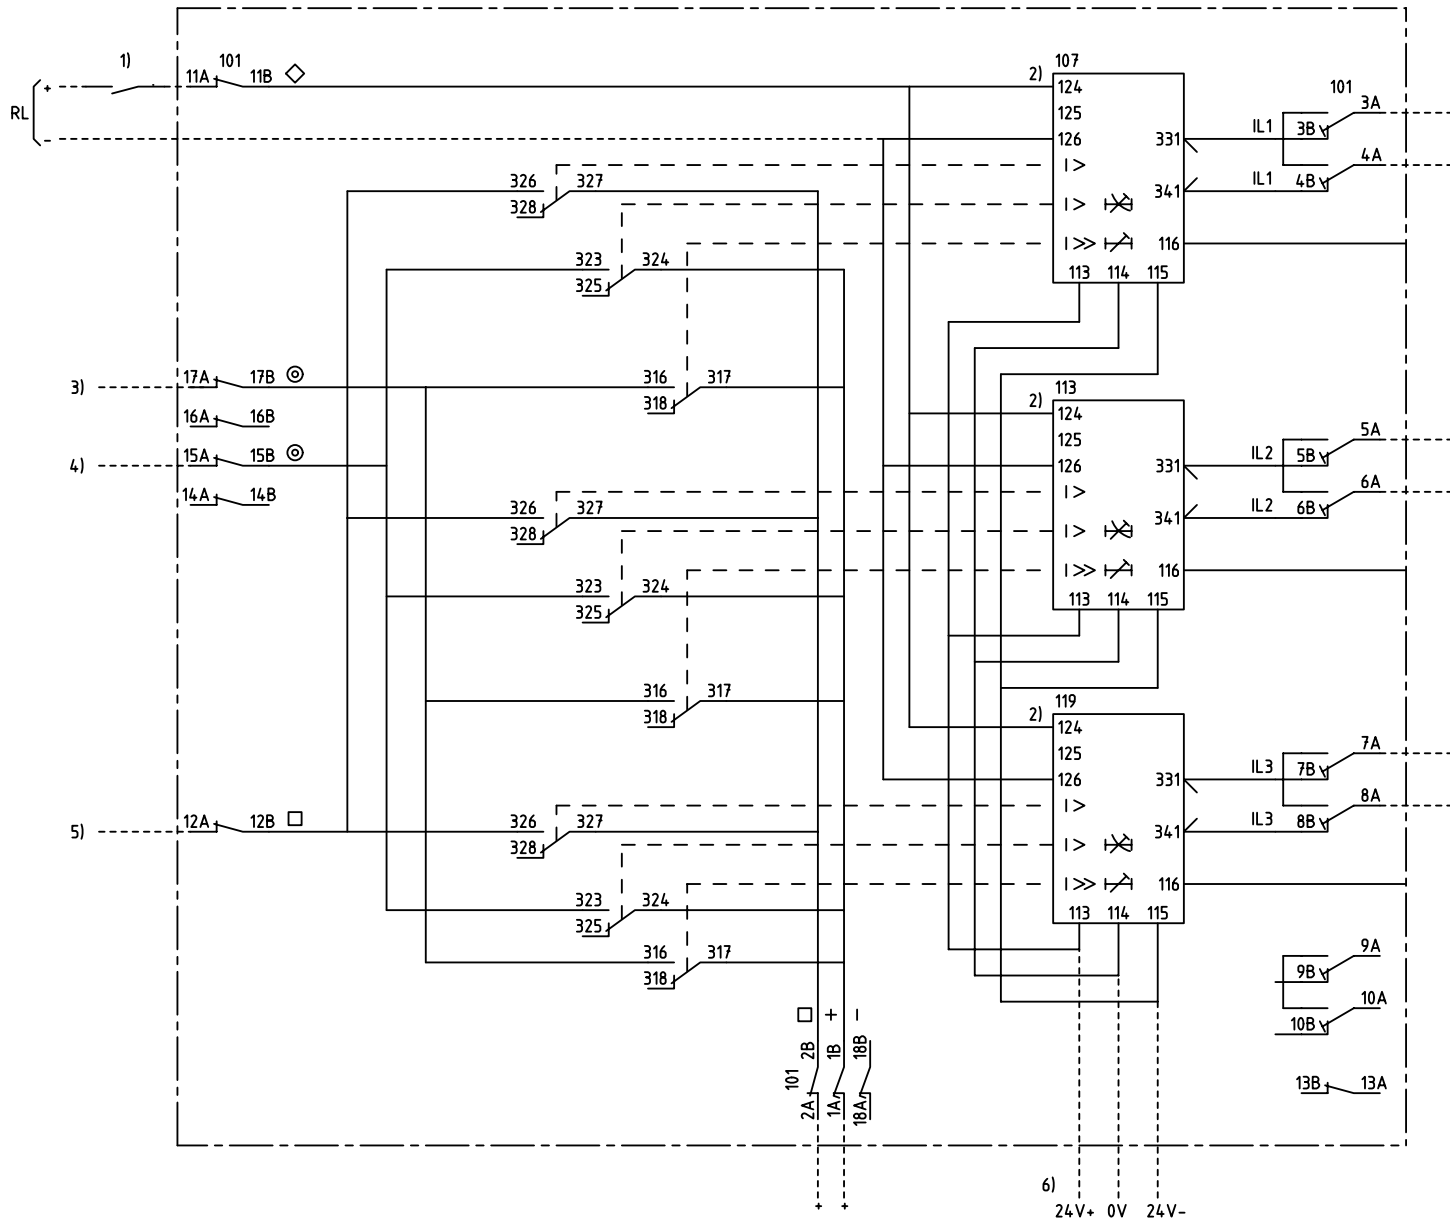 1)
101
11A 11B
+
RL
-
2)
107
124
125
126
I>
I>
I>>
113 114 115
331
341
116
IL1
IL1
101
3A
3B
4A
4B
326 327
328
323 324
325
316 317
318
3)
17A 17B
16A 16B
4)
15A 15B
14A 14B
2)
113
124
125
126
I>
I>
I>>
113 114 115
331
341
116
IL2
IL2
5A
5B
6A
6B
326 327
328
323 324
325
316 317
318
2)
119
124
125
126
I>
I>
I>>
113 114 115
331
341
116
IL3
IL3
7A
7B
8A
8B
5)
12A 12B
326 327
328
323 324
325
316 317
318
9A
9B
10A
10B
13B 13A
+ -
2B 1B 18B
101
2A 1A 18A
+ +
6)
24V+ 0V 24V-